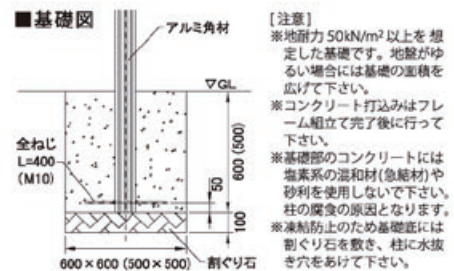 ■基礎図
アルミ角材
▽GL
全ねじ
L=400
(M10)
50
600 (500)
100
600×600 (500×500)
割ぐり石
[注意]
※地耐力50kN/m²以上を想
定した基礎です。地盤がゆ
るい場合には基礎の面積を
広げて下さい。
※コンクリート打込みはフレ
ーム組立て完了後に行って
下さい。
※基礎部のコンクリートには
塩素系の混和材(急結材)や
砂利を使用しないで下さい。
柱の腐食の原因となります。
※凍結防止のため基礎底には
割ぐり石を敷き、柱に水抜
き穴をあけて下さい。